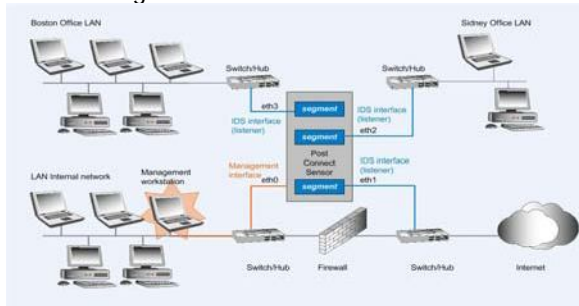 Boston Office LAN
Sidney Office LAN
Switch/Hub
Switch/Hub
eth3
segment
IDS interface
(listener)
IDS interface
(listener)
eth2
segment
Post
Connect
Sensor
Management
interface
eth0
IDS interface
(listener)
eth1
segment
LAN Internal network
Management
workstation
Switch/Hub
Firewall
Switch/Hub
Internet